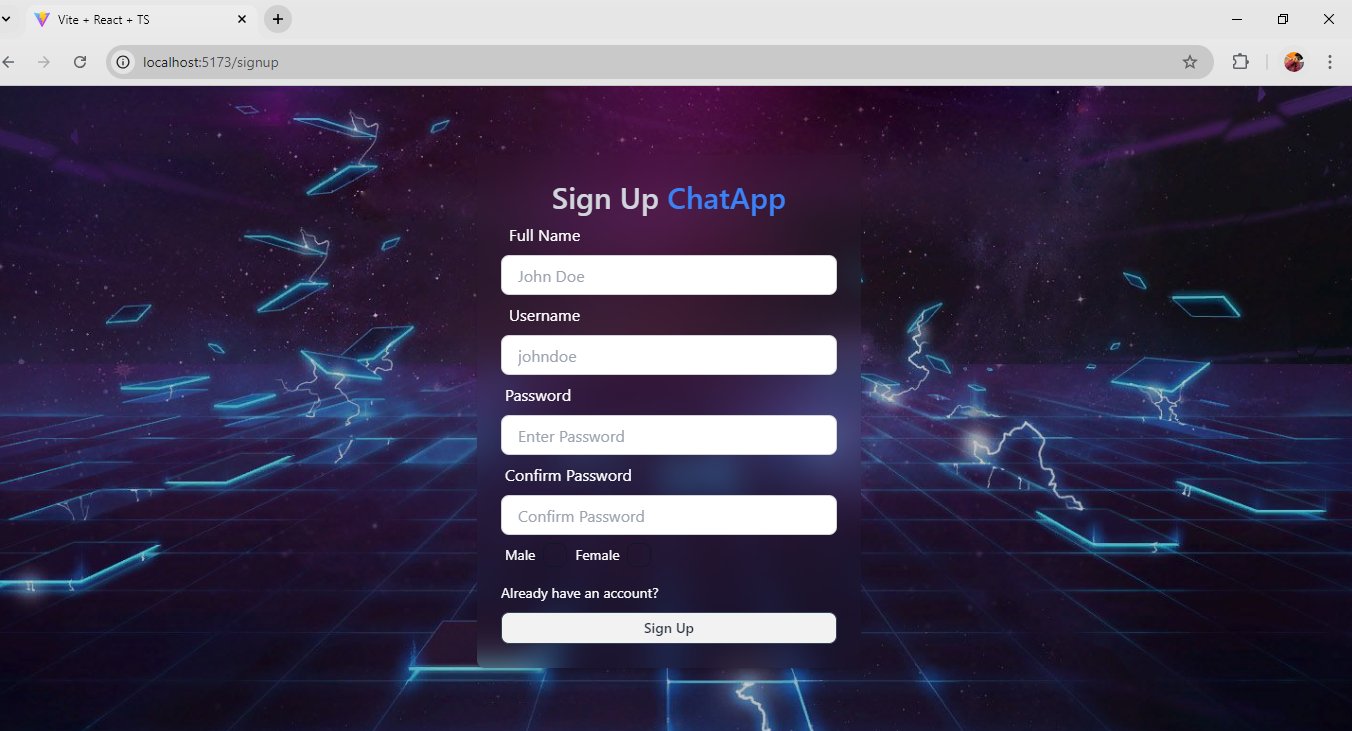 Vite + React + TS
localhost:5173/signup
Sign Up ChatApp
Full Name
John Doe
Username
johndoe
Password
Enter Password
Confirm Password
Confirm Password
Male Female
Already have an account?
Sign Up